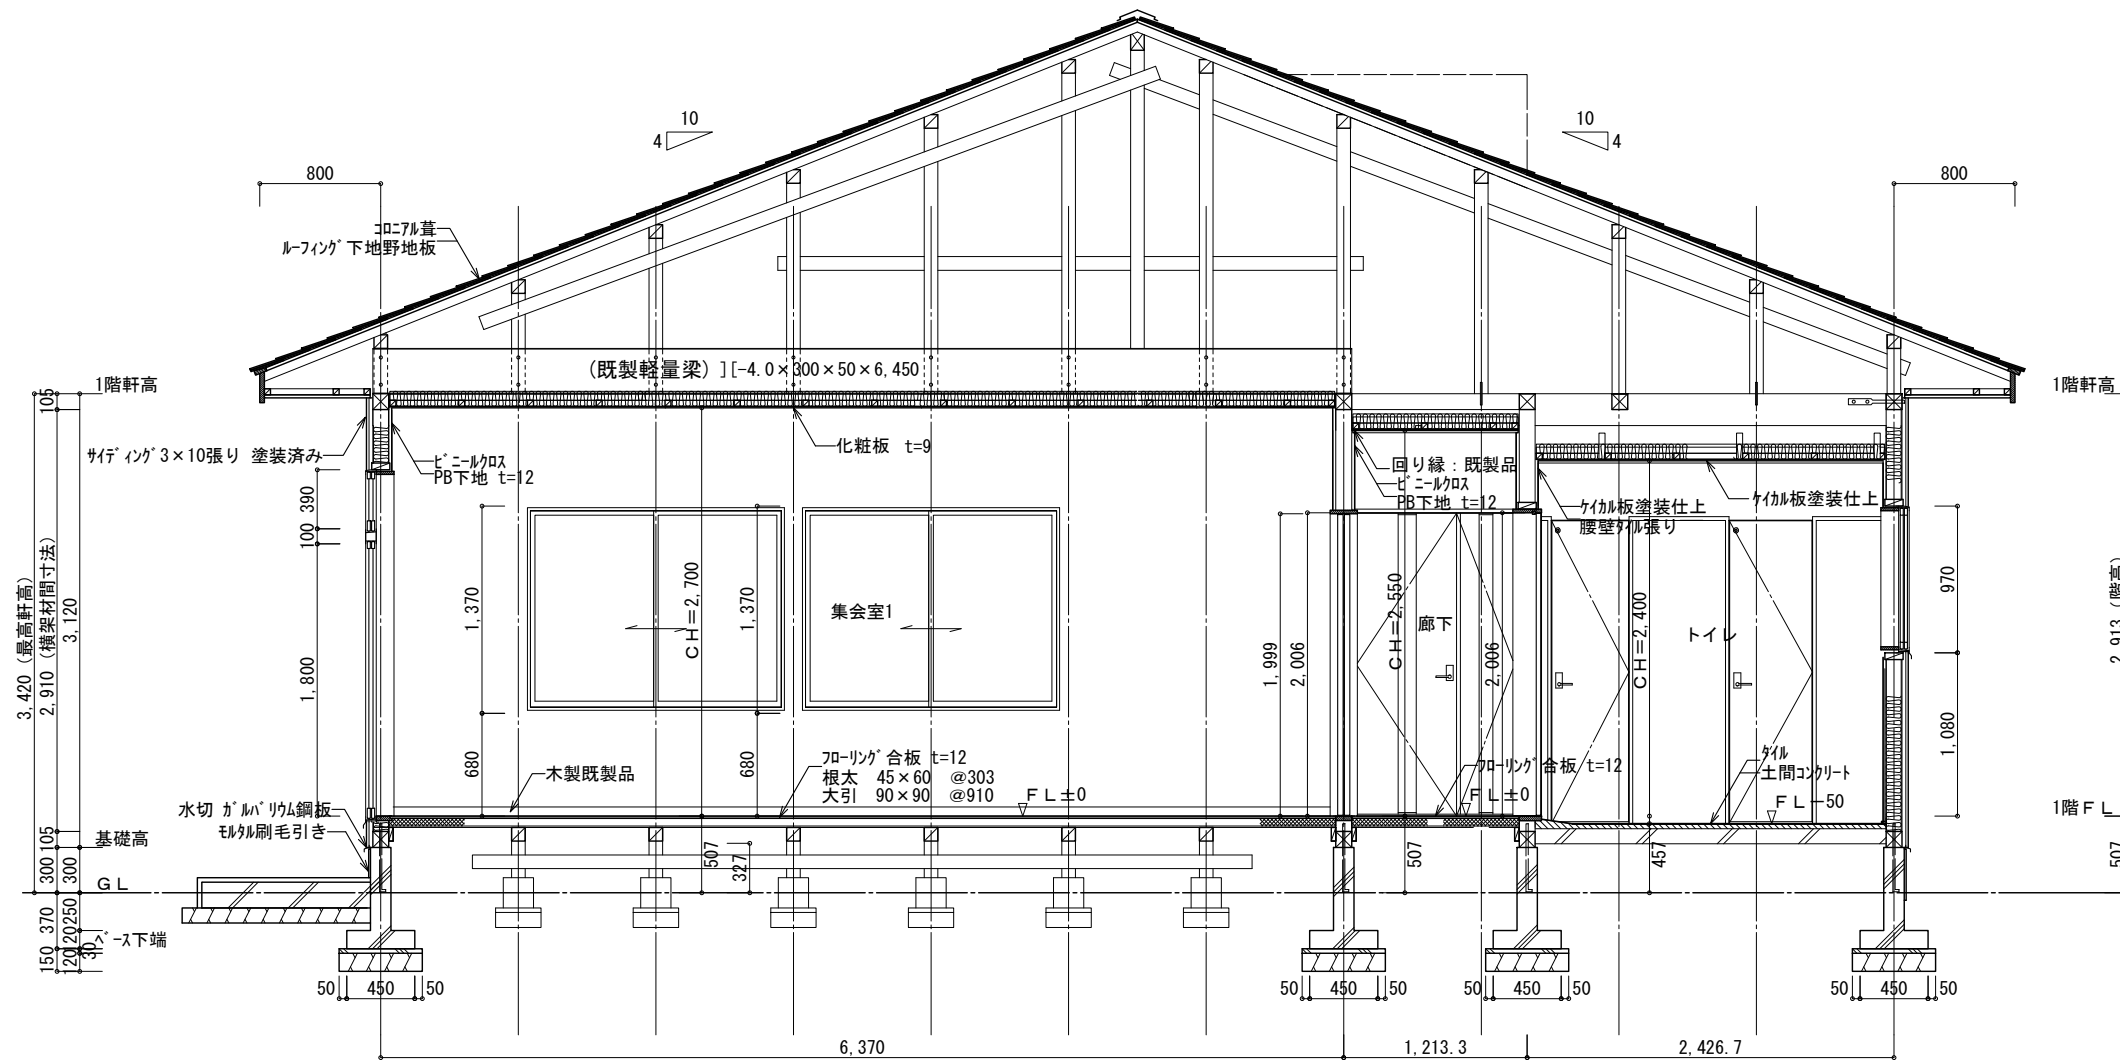 10
4
10
4
800
800
コロニアル葺
ルーフィング下地野地板
(既製軽量梁) ][-4.0×300×50×6,450
1階軒高
1階軒高
105
サイディング3×10張り 塗装済み
ビニールクロス
PB下地 t=12
化粧板 t=9
回り縁：既製品
ビニールクロス
PB下地 t=12
ケイカル板塗装仕上
腰壁タイル張り
ケイカル板塗装仕上
390
100
1,800
3,420 (最高軒高)
2,910 (横架材間寸法)
3,120
1,370
680
CH=2,700
1,370
680
集会室1
1,999
2,006
CH=2,550
廊下
2,006
CH=2,400
トイレ
970
1,080
2,913 (階高)
木製既製品
フローリング合板 t=12
根太 45×60 @303
大引 90×90 @910
FL±0
フローリング合板 t=12
FL±0
タイル
土間コンクリート
FL-50
1階FL
水切 ガルバリウム鋼板
モルタル刷毛引き
基礎高
105
300
300
GL
370
250
120
ベース下端
150
120
30
507
327
507
457
507
50
450
50
50
450
50
50
450
50
50
450
50
6,370
1,213.3
2,426.7